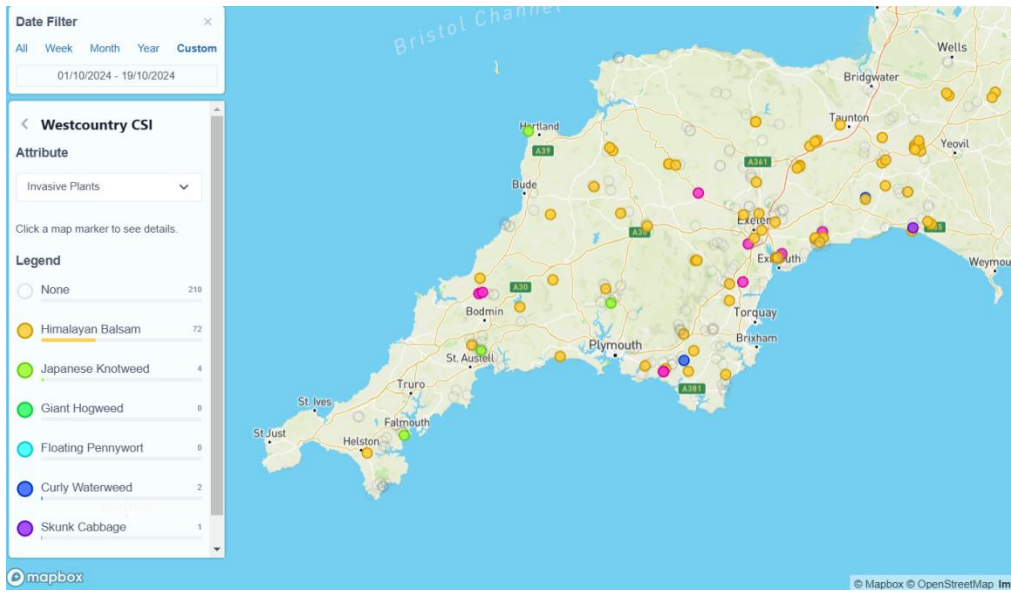 Date Filter ×
All Week Month Year Custom
01/10/2024 - 19/10/2024
Westcountry CSI
Attribute
Invasive Plants
Click a map marker to see details.
Legend
None 210
Himalayan Balsam 72
Japanese Knotweed 4
Giant Hogweed 0
Floating Pennywort 0
Curly Waterweed 2
Skunk Cabbage 1
mapbox
Bristol Channel
Wells
Bridgwater
Taunton
Hartland
A39
A361
Yeovil
Bude
Exeter
A30
A35
Exmouth
Weymou
A30
Bodmin
Torquay
Plymouth
Brixham
St. Austell
A381
Truro
St. Ives
Falmouth
St Just
Helston
© Mapbox © OpenStreetMap Im